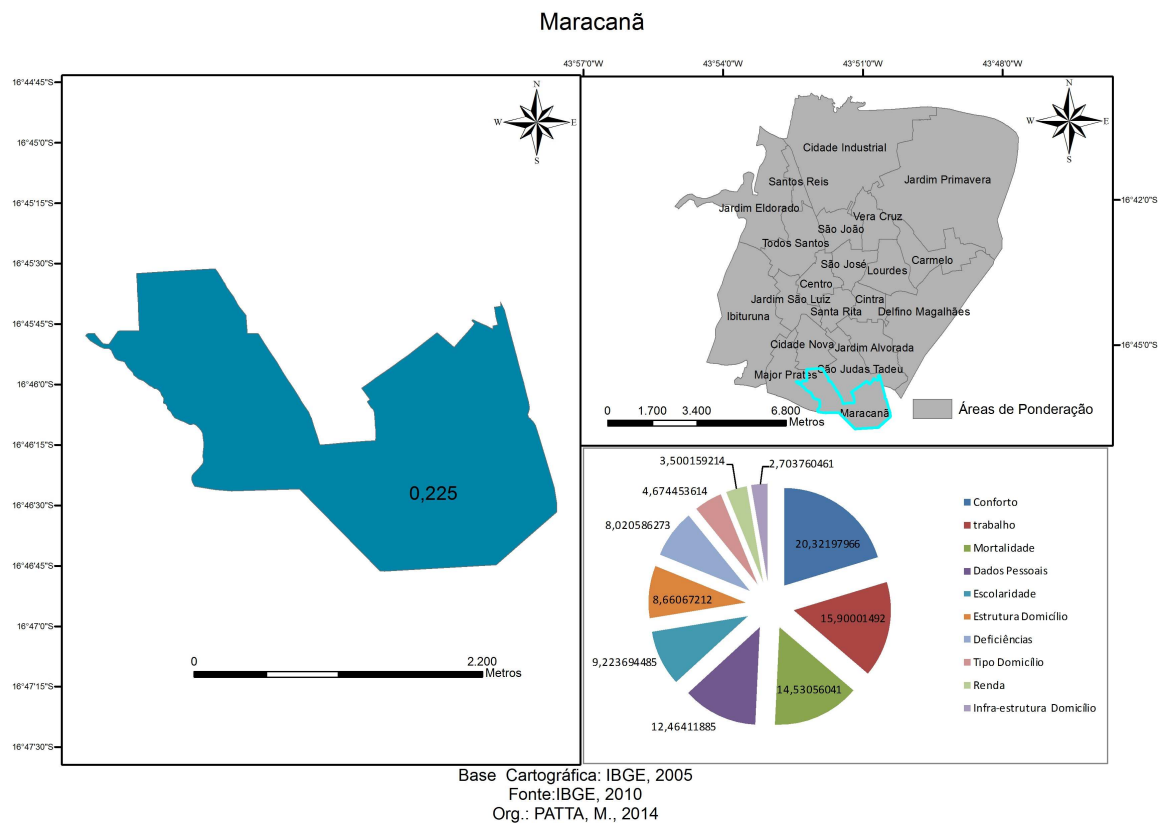 Maracanã
16°44'45"S
16°45'0"S
16°45'15"S
16°45'30"S
16°45'45"S
16°46'0"S
16°46'15"S
16°46'30"S
16°46'45"S
16°47'0"S
16°47'15"S
16°47'30"S
N
W E
S
0,225
0 2.200
Metros
43°57'0"W 43°54'0"W 43°51'0"W 43°48'0"W
N
W E
S
16°42'0"S
16°45'0"S
Cidade Industrial
Santos Reis
Jardim Primavera
Jardim Eldorado
Vera Cruz
São João
Todos Santos
São José
Carmelo
Lourdes
Centro
Jardim São Luiz
Cintra
Ibituruna
Santa Rita
Delfino Magalhães
Cidade Nova
Jardim Alvorada
Major Prates
São Judas Tadeu
Maracanã
0 1.700 3.400 6.800
Metros
Áreas de Ponderação
3,500159214
2,703760461
4,674453614
8,020586273
20,32197966
8,66067212
15,90001492
9,223694485
14,53056041
12,46411885
Conforto
trabalho
Mortalidade
Dados Pessoais
Escolaridade
Estrutura Domicílio
Deficiências
Tipo Domicílio
Renda
Infra-estrutura Domicílio
Base Cartográfica: IBGE, 2005
Fonte:IBGE, 2010
Org.: PATTA, M., 2014